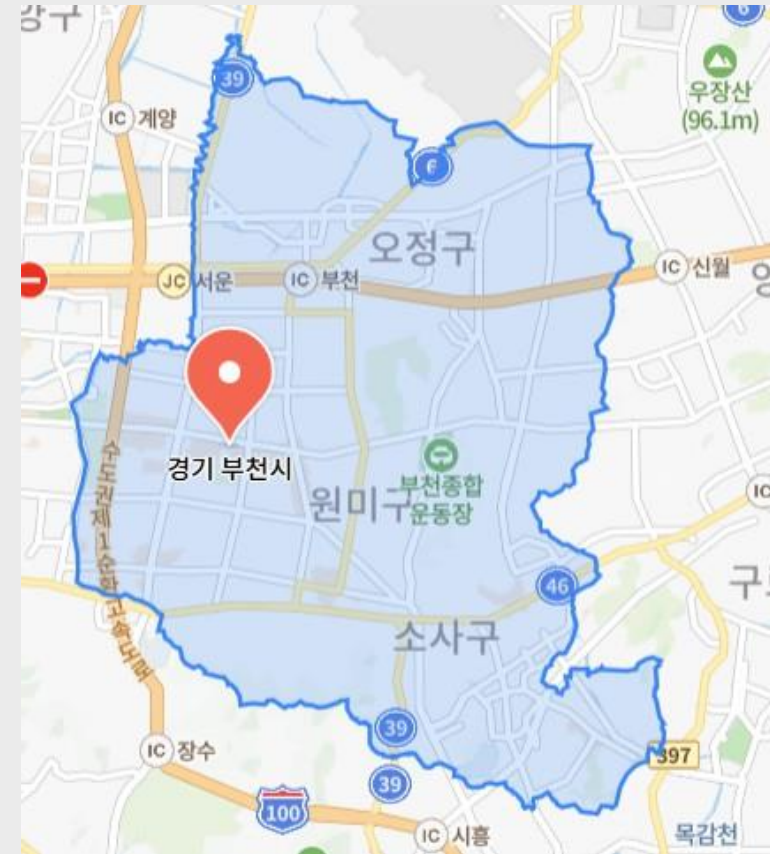 6
39
우장산
(96.1m)
IC 계양
6
오정구
IC 신월
JC 서운
IC 부천
경기 부천시
부천종합
운동장
원미구
수도권제1순환고속도로
IC
46
소사구
39
IC 장수
397
39
100
IC 시흥
목감천